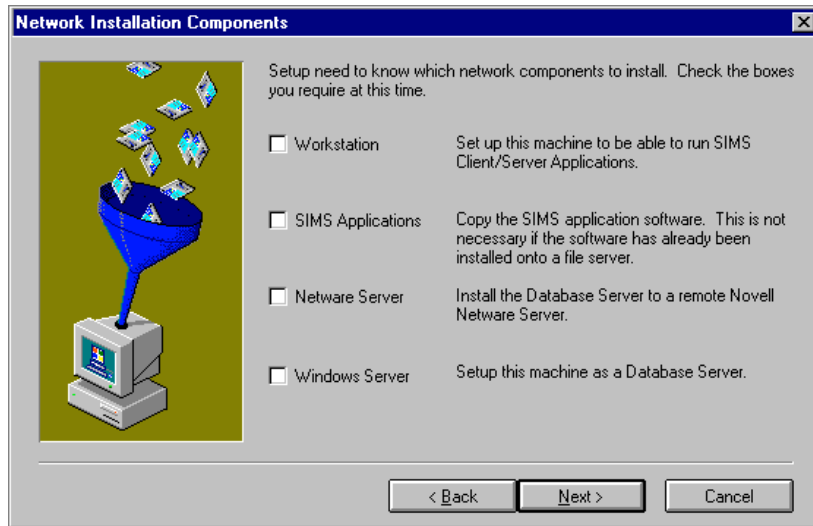 Network Installation Components
Setup need to know which network components to install. Check the boxes
you require at this time.
Workstation
Set up this machine to be able to run SIMS
Client/Server Applications.
SIMS Applications
Copy the SIMS application software. This is not
necessary if the software has already been
installed onto a file server.
Netware Server
Install the Database Server to a remote Novell
Netware Server.
Windows Server
Setup this machine as a Database Server.
< Back
Next >
Cancel